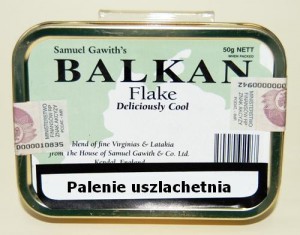 Samuel Gawith's
50g NETT
WHEN PACKED
BALKAN
Flake
Deliciously Cool
0000010835
blend of fine Virginias & Latakia
from The House of Samuel Gawith & Co. Ltd.
Kendal, England
Palenie uszlachetnia